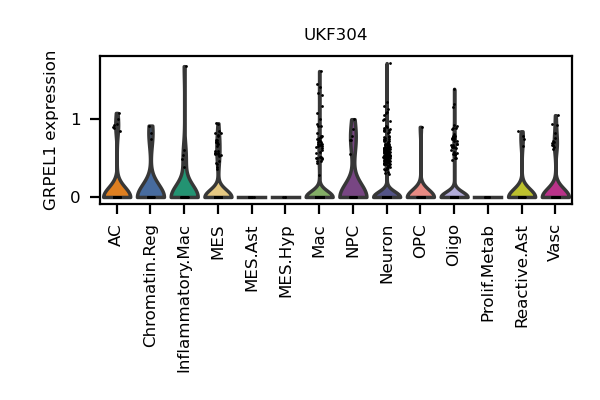 UKF304
GRPEL1 expression
1
0
AC
Chromatin.Reg
Inflammatory.Mac
MES
MES.Ast
MES.Hyp
Mac
NPC
Neuron
OPC
Oligo
Prolif.Metab
Reactive.Ast
Vasc